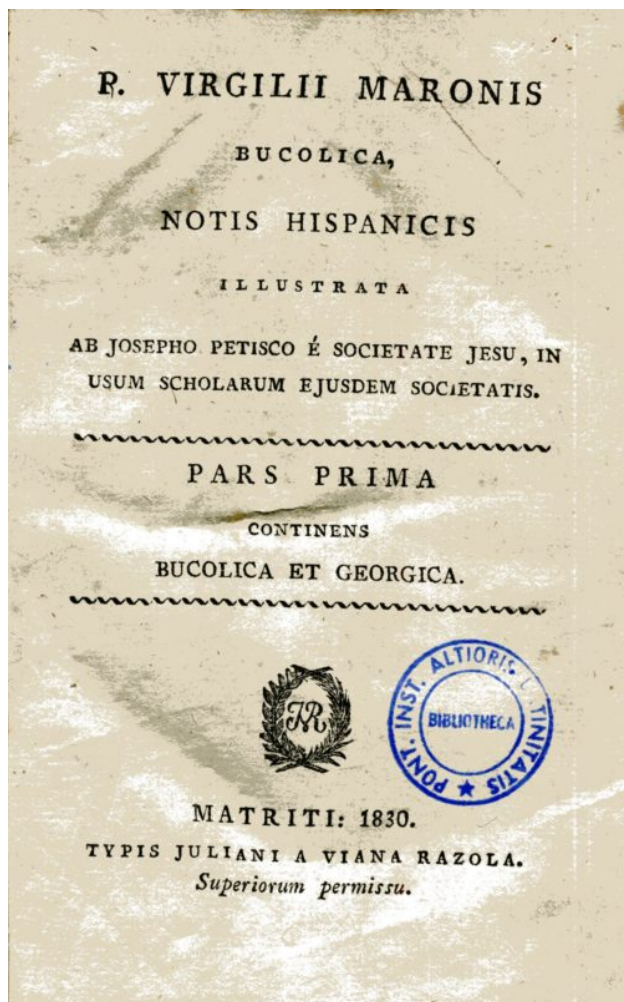 P. VIRGILII MARONIS
BUCOLICA,
NOTIS HISPANICIS
ILLUSTRATA
AB JOSEPHO PETISCO É SOCIETATE JESU, IN
USUM SCHOLARUM EJUSDEM SOCIETATIS.
PARS PRIMA
CONTINENS
BUCOLICA ET GEORGICA.
PONT. INST. ALTIORIS TINITATIS
BIBLIOTHECA
MATRITI: 1830.
TYPIS JULIANI A VIANA RAZOLA.
Superiorum permissu.